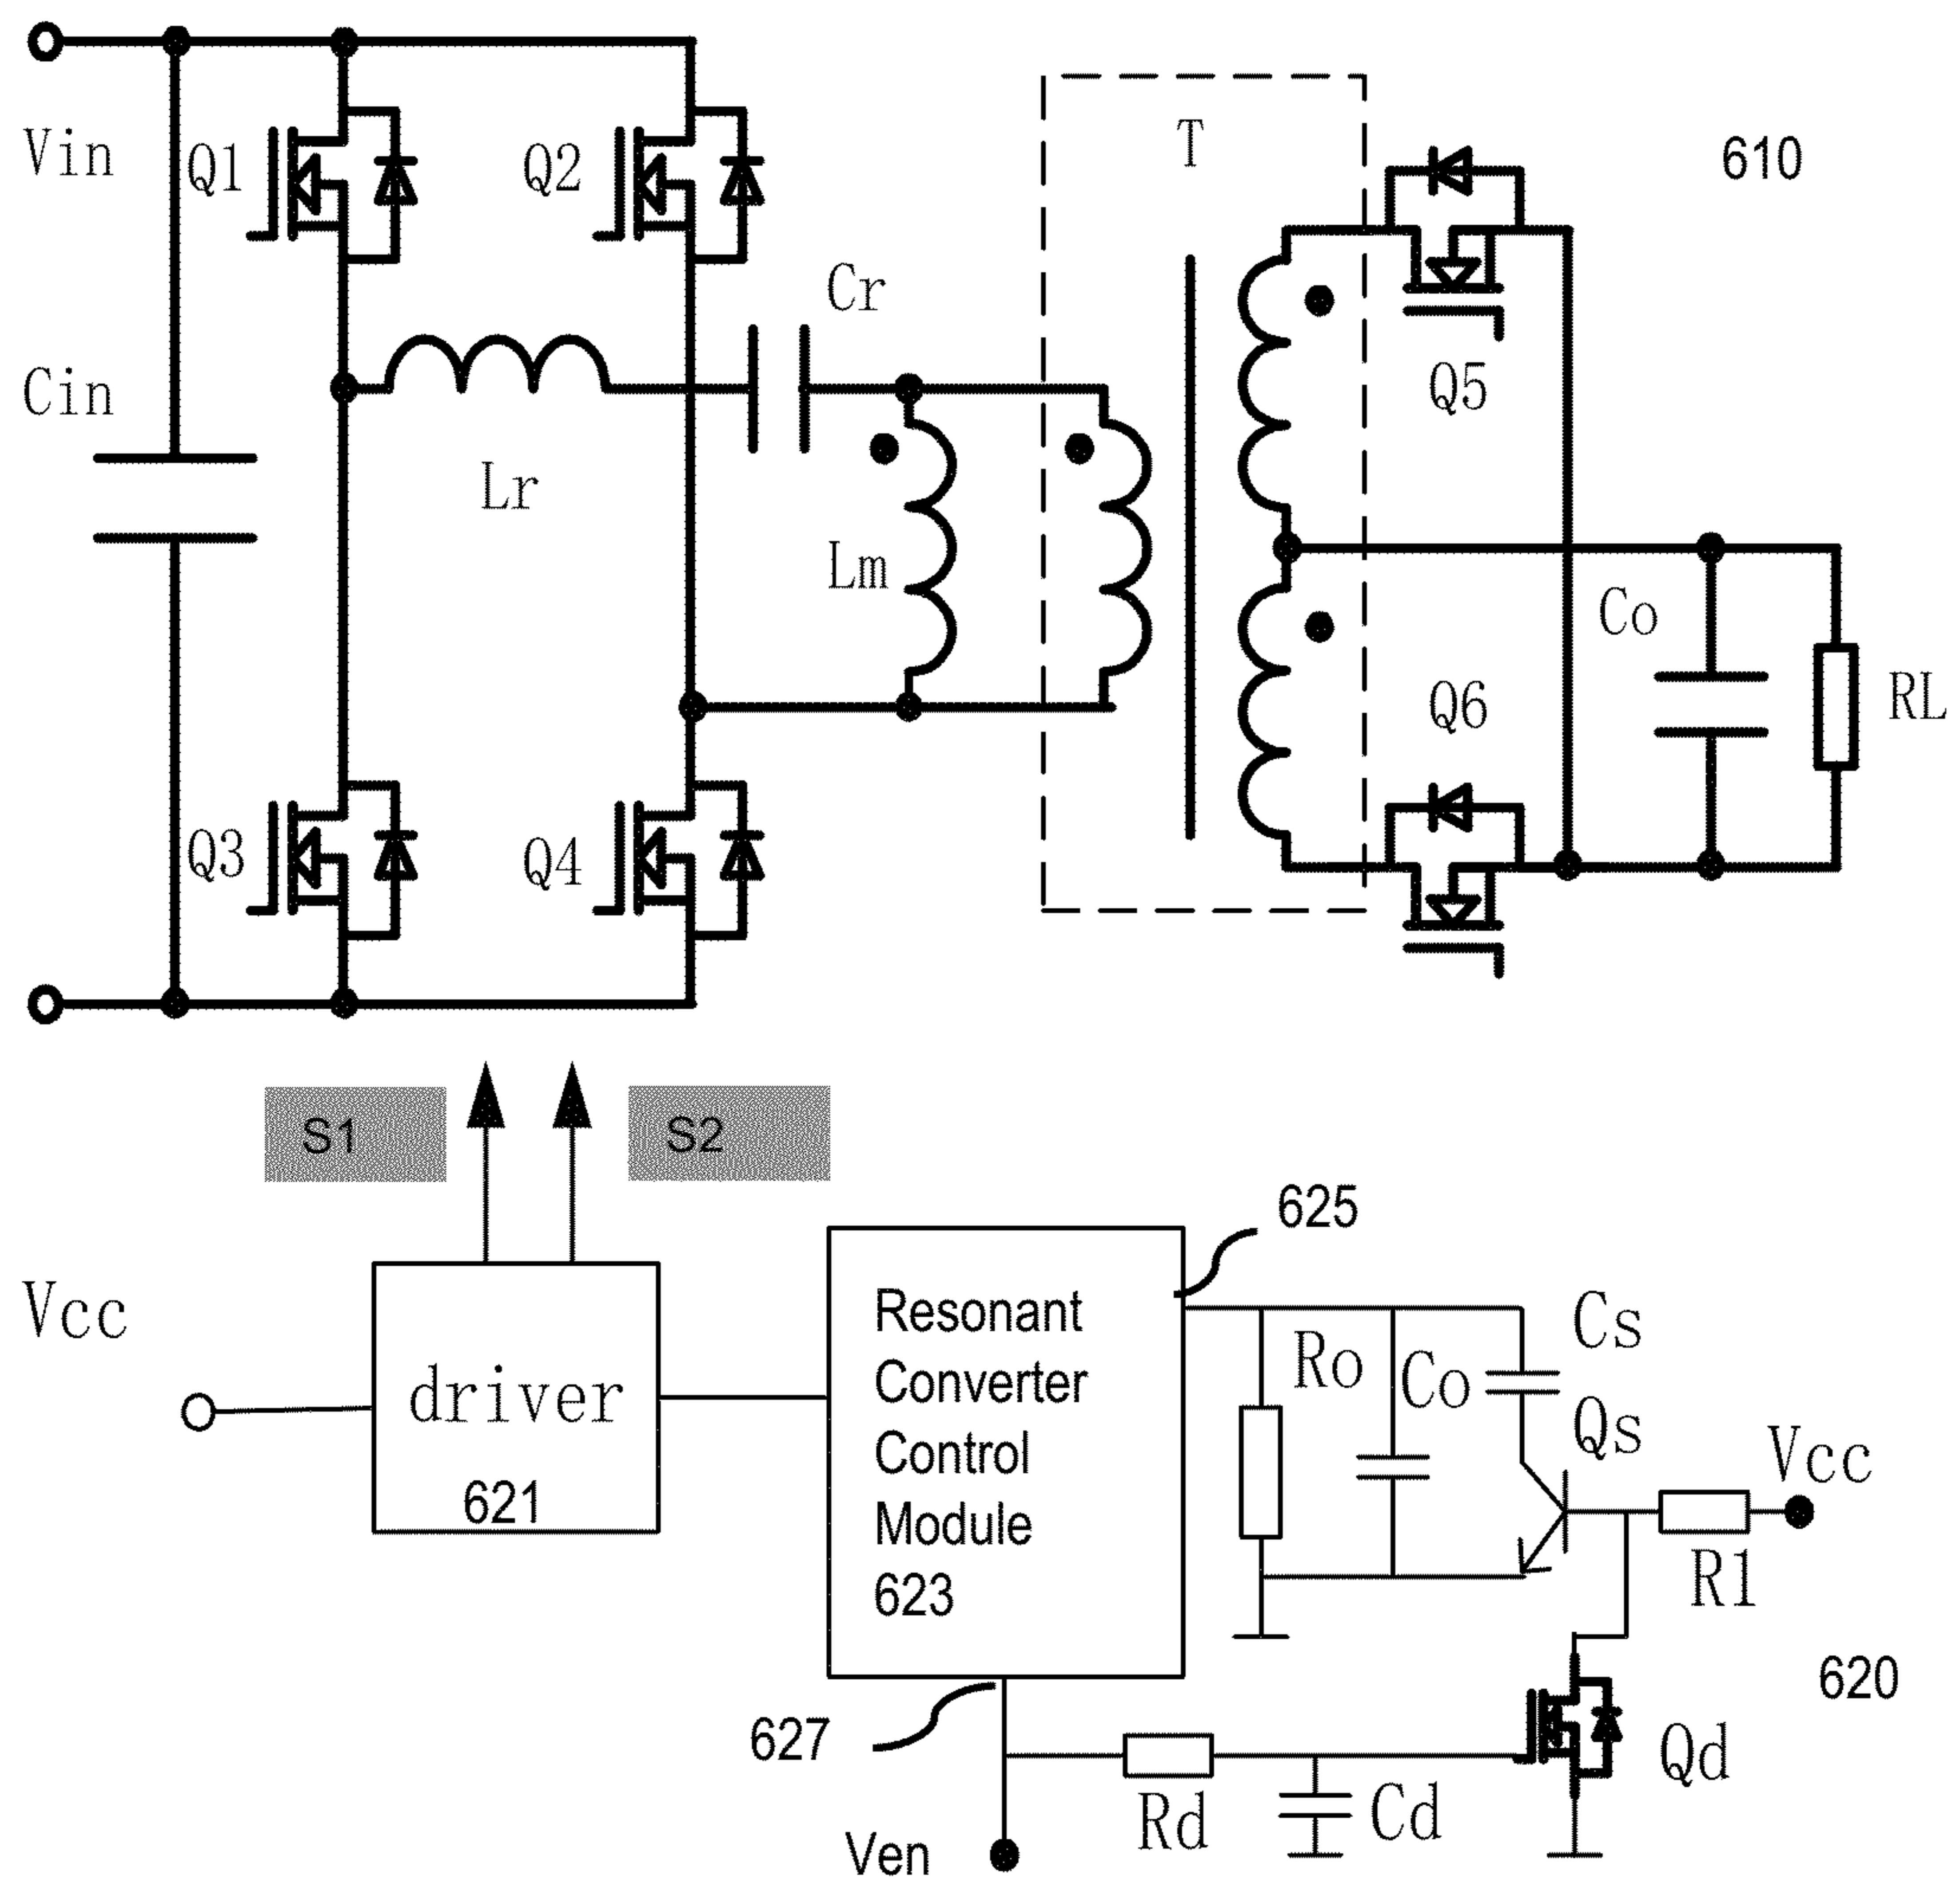 Vin
Q1
Q2
T
610
Cr
Cin
Q5
Lr
Lm
Co
Q6
RL
Q3
Q4
S1
S2
625
Vcc
Resonant
Converter
Control
Module
623
driver
621
Ro
Co
Cs
Qs
Vcc
R1
620
627
Rd
Cd
Qd
Ven